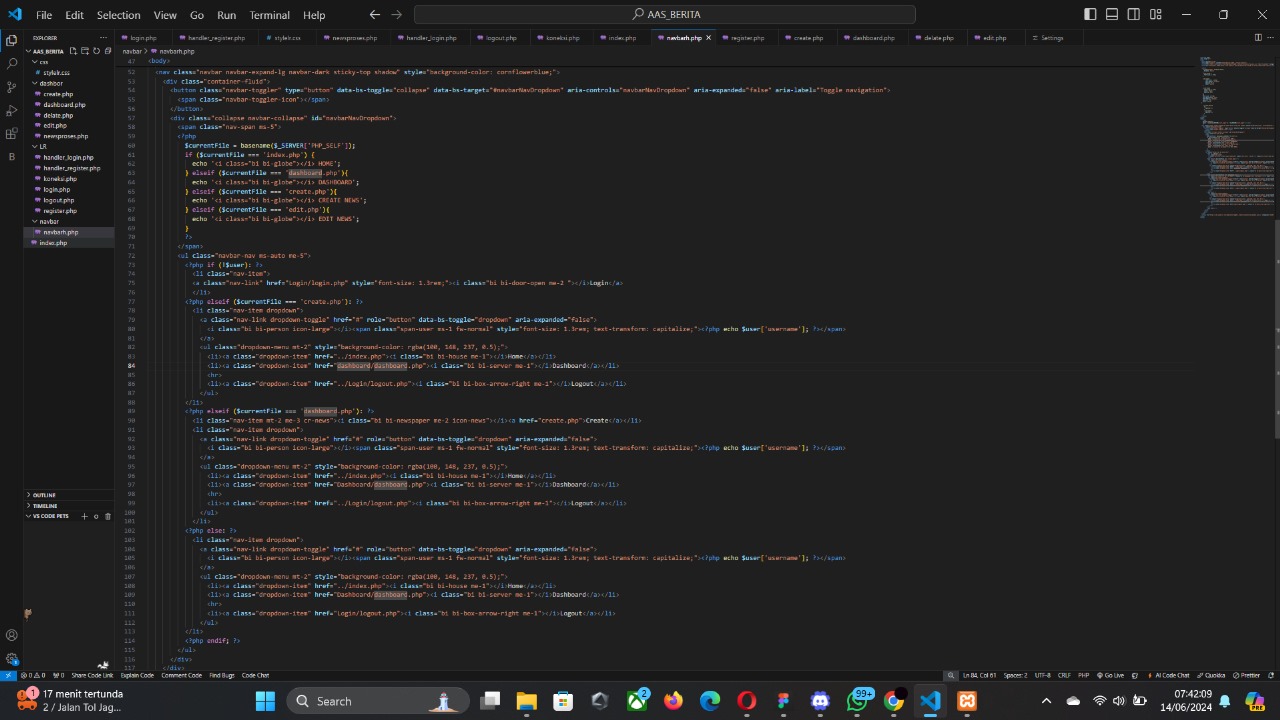 File Edit Selection View Go Run Terminal Help
AAS_BERITA
EXPLORER
login.php handler_register.php stylelr.css newsproses.php handler_login.php logout.php koneksi.php index.php navbarh.php register.php create.php dashboard.php delate.php edit.php Settings
AAS_BERITA
css
stylelr.css
dashbor
create.php
dashboard.php
delate.php
edit.php
newsproses.php
LR
handler_login.php
handler_register.php
koneksi.php
login.php
logout.php
register.php
navbar
navbarh.php
index.php
OUTLINE
TIMELINE
VS CODE PETS
navbar > navbarh.php
47 <body>
52 <nav class="navbar navbar-expand-lg navbar-dark sticky-top shadow" style="background-color: cornflowerblue;">
53 <div class="container-fluid">
54 <button class="navbar-toggler" type="button" data-bs-toggle="collapse" data-bs-target="#navbarNavDropdown" aria-controls="navbarNavDropdown" aria-expanded="false" aria-label="Toggle navigation">
55 <span class="navbar-toggler-icon"></span>
56 </button>
57 <div class="collapse navbar-collapse" id="navbarNavDropdown">
58 <span class="nav-span ms-5">
59 <?php
60 $currentFile = basename($_SERVER['PHP_SELF']);
61 if ($currentFile === 'index.php') {
62 echo '<i class="bi bi-globe"></i> HOME';
63 } elseif ($currentFile === 'dashboard.php'){
64 echo '<i class="bi bi-globe"></i> DASHBOARD';
65 } elseif ($currentFile === 'create.php'){
66 echo '<i class="bi bi-globe"></i> CREATE NEWS';
67 } elseif ($currentFile === 'edit.php'){
68 echo '<i class="bi bi-globe"></i> EDIT NEWS';
69 }
70 ?>
71 </span>
72 <ul class="navbar-nav ms-auto me-5">
73 <?php if (!$user): ?>
74 <li class="nav-item">
75 <a class="nav-link" href="Login/login.php" style="font-size: 1.3rem;"><i class="bi bi-door-open me-2 "></i>Login</a>
76 </li>
77 <?php elseif ($currentFile === 'create.php'): ?>
78 <li class="nav-item dropdown">
79 <a class="nav-link dropdown-toggle" href="#" role="button" data-bs-toggle="dropdown" aria-expanded="false">
80 <i class="bi bi-person icon-large"></i><span class="span-user ms-1 fw-normal" style="font-size: 1.3rem; text-transform: capitalize;"><?php echo $user['username']; ?></span>
81 </a>
82 <ul class="dropdown-menu mt-2" style="background-color: rgba(100, 148, 237, 0.5);">
83 <li><a class="dropdown-item" href="../index.php"><i class="bi bi-house me-1"></i>Home</a></li>
84 <li><a class="dropdown-item" href="dashboard/dashboard.php"><i class="bi bi-server me-1"></i>Dashboard</a></li>
85 <hr>
86 <li><a class="dropdown-item" href="../Login/logout.php"><i class="bi bi-box-arrow-right me-1"></i>Logout</a></li>
87 </ul>
88 </li>
89 <?php elseif ($currentFile === 'dashboard.php'): ?>
90 <li class="nav-item mt-2 me-3 cr-news"><i class="bi bi-newspaper me-2 icon-news"></i><a href="create.php">Create</a></li>
91 <li class="nav-item dropdown">
92 <a class="nav-link dropdown-toggle" href="#" role="button" data-bs-toggle="dropdown" aria-expanded="false">
93 <i class="bi bi-person icon-large"></i><span class="span-user ms-1 fw-normal" style="font-size: 1.3rem; text-transform: capitalize;"><?php echo $user['username']; ?></span>
94 </a>
95 <ul class="dropdown-menu mt-2" style="background-color: rgba(100, 148, 237, 0.5);">
96 <li><a class="dropdown-item" href="../index.php"><i class="bi bi-house me-1"></i>Home</a></li>
97 <li><a class="dropdown-item" href="Dashboard/dashboard.php"><i class="bi bi-server me-1"></i>Dashboard</a></li>
98 <hr>
99 <li><a class="dropdown-item" href="../Login/logout.php"><i class="bi bi-box-arrow-right me-1"></i>Logout</a></li>
100 </ul>
101 </li>
102 <?php else: ?>
103 <li class="nav-item dropdown">
104 <a class="nav-link dropdown-toggle" href="#" role="button" data-bs-toggle="dropdown" aria-expanded="false">
105 <i class="bi bi-person icon-large"></i><span class="span-user ms-1 fw-normal" style="font-size: 1.3rem; text-transform: capitalize;"><?php echo $user['username']; ?></span>
106 </a>
107 <ul class="dropdown-menu mt-2" style="background-color: rgba(100, 148, 237, 0.5);">
108 <li><a class="dropdown-item" href="../index.php"><i class="bi bi-house me-1"></i>Home</a></li>
109 <li><a class="dropdown-item" href="Dashboard/dashboard.php"><i class="bi bi-server me-1"></i>Dashboard</a></li>
110 <hr>
111 <li><a class="dropdown-item" href="Login/logout.php"><i class="bi bi-box-arrow-right me-1"></i>Logout</a></li>
112 </ul>
113 </li>
114 <?php endif; ?>
115 </ul>
116 </div>
117 </div>
0 0 0 Share Code Link Explain Code Comment Code Find Bugs Code Chat Ln 84, Col 61 Spaces: 2 UTF-8 CRLF PHP Go Live AI Code Chat Quokka Prettier
1 17 menit tertunda
2 / Jalan Tol Jag...
Search
2
99+
07:42:09
14/06/2024
PRE